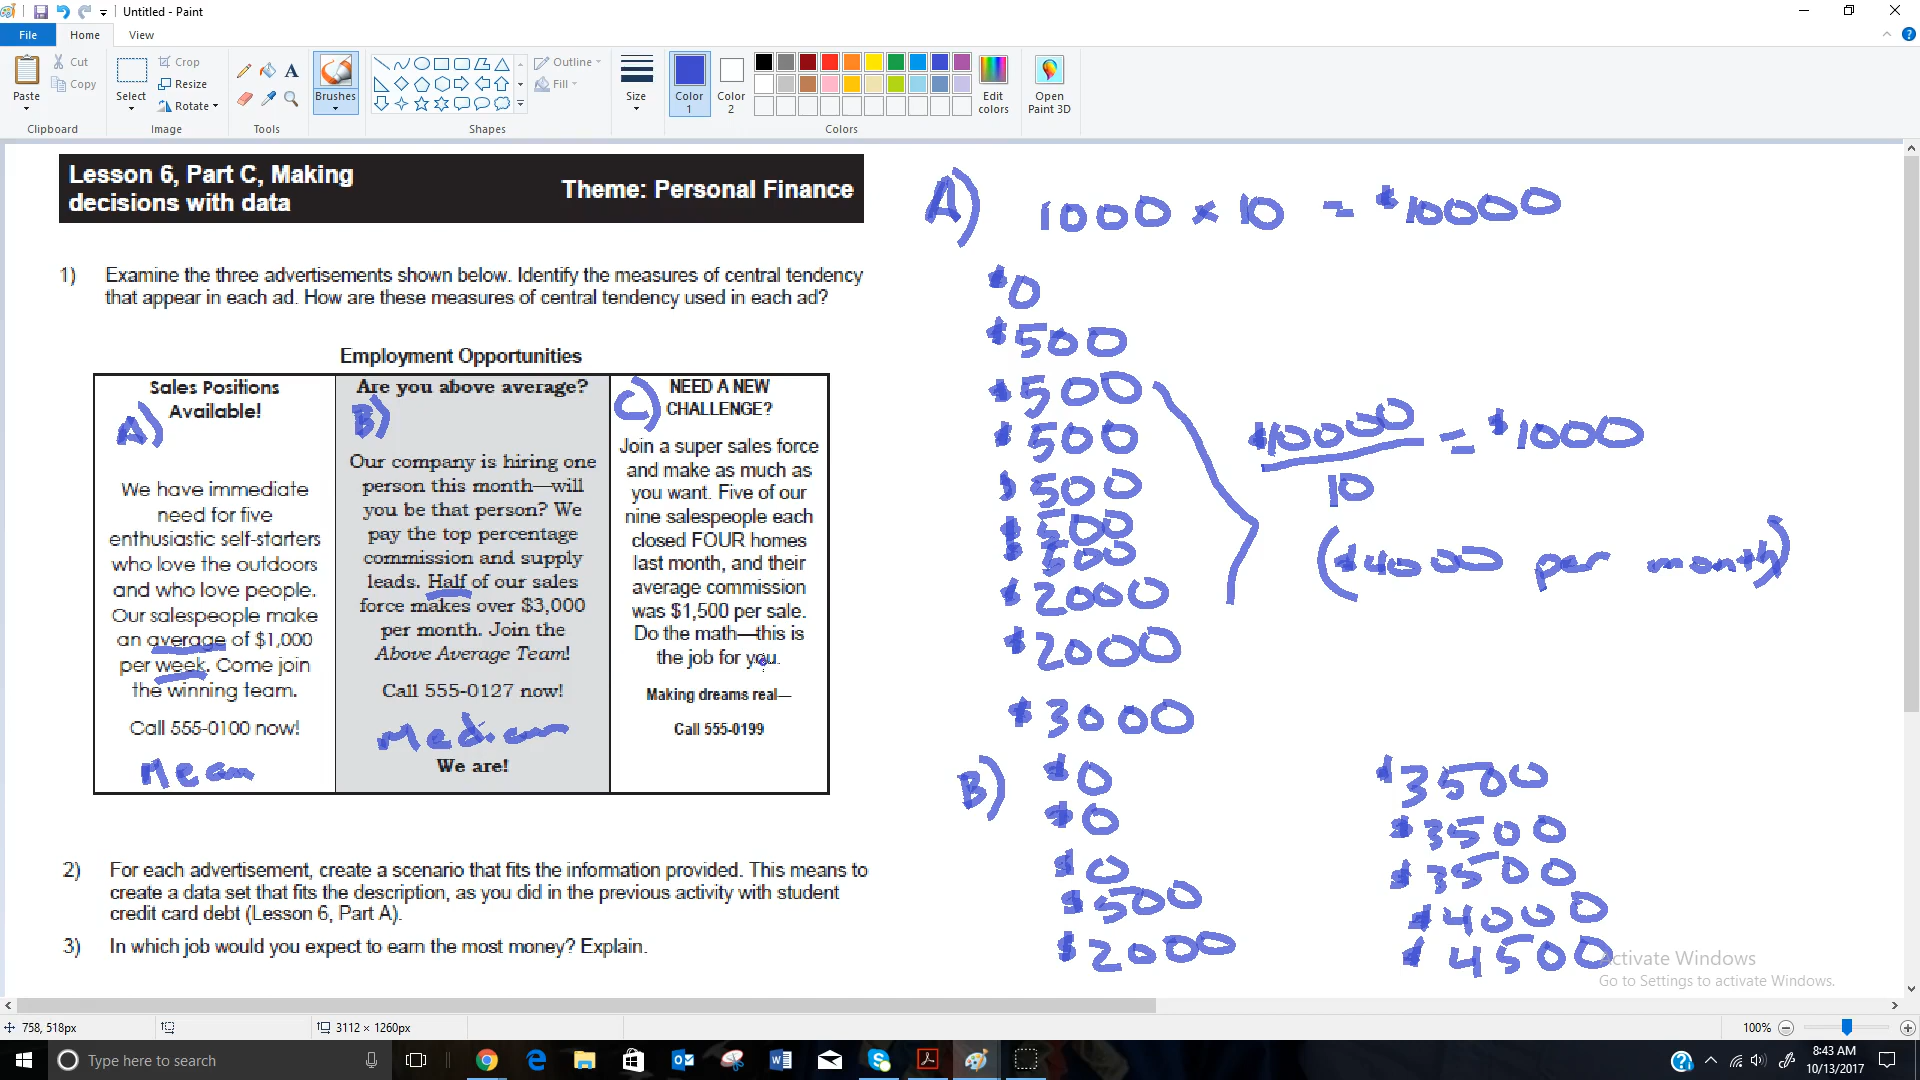 Untitled - Paint
File
Home
View
Paste
Cut
Copy
Clipboard
Select
Crop
Resize
Rotate
Image
Tools
Brushes
Shapes
Outline
Fill
Size
Color 1
Color 2
Colors
Edit colors
Open Paint 3D
Lesson 6, Part C, Making
decisions with data
Theme: Personal Finance
1) Examine the three advertisements shown below. Identify the measures of central tendency
that appear in each ad. How are these measures of central tendency used in each ad?
Employment Opportunities
Sales Positions
Available!
A)
We have immediate
need for five
enthusiastic self-starters
who love the outdoors
and who love people.
Our salespeople make
an average of $1,000
per week. Come join
the winning team.
Call 555-0100 now!
Mean
Are you above average?
B)
Our company is hiring one
person this month—will
you be that person? We
pay the top percentage
commission and supply
leads. Half of our sales
force makes over $3,000
per month. Join the
Above Average Team!
Call 555-0127 now!
Median
We are!
C)
NEED A NEW
CHALLENGE?
Join a super sales force
and make as much as
you want. Five of our
nine salespeople each
closed FOUR homes
last month, and their
average commission
was $1,500 per sale.
Do the math—this is
the job for you.
Making dreams real—
Call 555-0199
2) For each advertisement, create a scenario that fits the information provided. This means to
create a data set that fits the description, as you did in the previous activity with student
credit card debt (Lesson 6, Part A).
3) In which job would you expect to earn the most money? Explain.
A) 1000 × 10 = $10000
$0
$500
$500
$500
$500
$500
$500
$2000
$2000
$3000
$10000
10
= $1000
($4000 per month)
B) $0
$0
$0
$500
$2000
$3500
$3500
$3500
$4000
$4500
Activate Windows
Go to Settings to activate Windows.
758, 518px
3112 × 1260px
100%
Type here to search
8:43 AM
10/13/2017